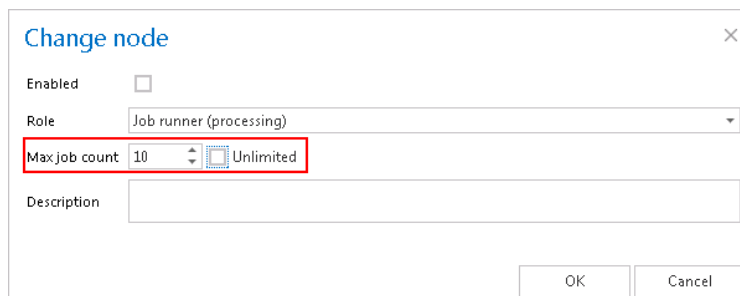 Change node
Enabled
Role Job runner (processing)
Max job count 10 Unlimited
Description
OK Cancel